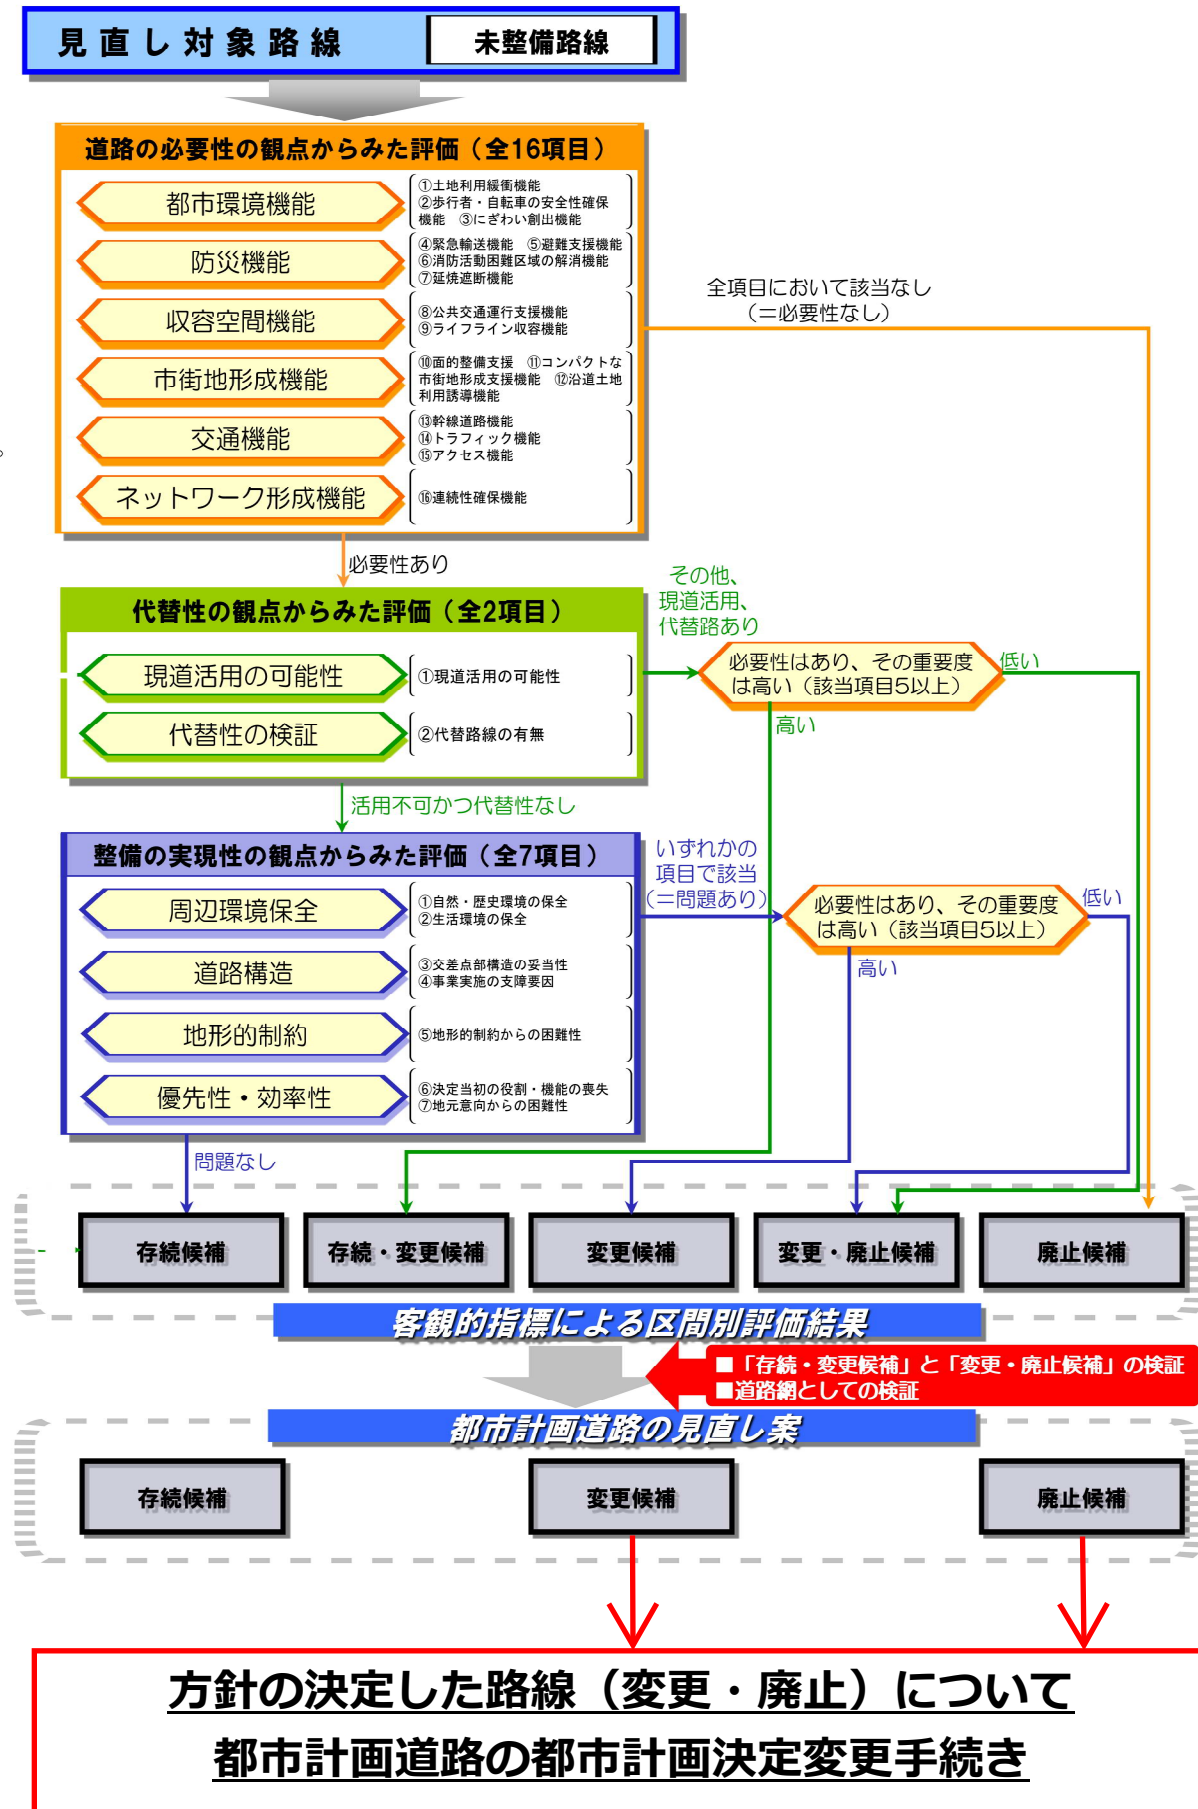 見直し対象路線
未整備路線
道路の必要性の観点からみた評価（全16項目）
都市環境機能
①土地利用緩衝機能
②歩行者・自転車の安全性確保
機能　③にぎわい創出機能
防災機能
④緊急輸送機能　⑤避難支援機能
⑥消防活動困難区域の解消機能
⑦延焼遮断機能
収容空間機能
⑧公共交通運行支援機能
⑨ライフライン収容機能
市街地形成機能
⑩面的整備支援　⑪コンパクトな
市街地形成支援機能　⑫沿道土地
利用誘導機能
交通機能
⑬幹線道路機能
⑭トラフィック機能
⑮アクセス機能
ネットワーク形成機能
⑯連続性確保機能
全項目において該当なし
（＝必要性なし）
。
必要性あり
代替性の観点からみた評価（全2項目）
現道活用の可能性
①現道活用の可能性
代替性の検証
②代替路線の有無
その他、
現道活用、
代替路あり
必要性はあり、その重要度
は高い（該当項目5以上）
低い
高い
活用不可かつ代替性なし
整備の実現性の観点からみた評価（全7項目）
周辺環境保全
①自然・歴史環境の保全
②生活環境の保全
道路構造
③交差点部構造の妥当性
④事業実施の支障要因
地形的制約
⑤地形的制約からの困難性
優先性・効率性
⑥決定当初の役割・機能の喪失
⑦地元意向からの困難性
いずれかの
項目で該当
（＝問題あり）
必要性はあり、その重要度
は高い（該当項目5以上）
低い
高い
問題なし
存続候補
存続・変更候補
変更候補
変更・廃止候補
廃止候補
客観的指標による区間別評価結果
■「存続・変更候補」と「変更・廃止候補」の検証
■道路網としての検証
都市計画道路の見直し案
存続候補
変更候補
廃止候補
方針の決定した路線（変更・廃止）について
都市計画道路の都市計画決定変更手続き